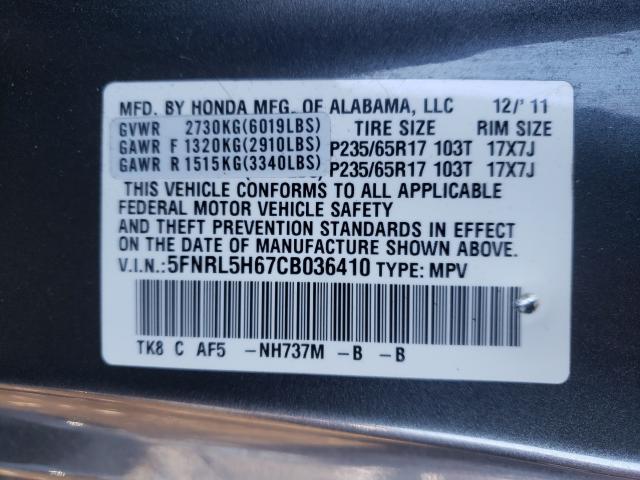 MFD. BY HONDA MFG. OF ALABAMA, LLC 12/'11
GVWR 2730KG(6019LBS) TIRE SIZE RIM SIZE
GAWR F 1320KG(2910LBS) P235/65R17 103T 17X7J
GAWR R 1515KG(3340LBS) P235/65R17 103T 17X7J
THIS VEHICLE CONFORMS TO ALL APPLICABLE
FEDERAL MOTOR VEHICLE SAFETY
AND THEFT PREVENTION STANDARDS IN EFFECT
ON THE DATE OF MANUFACTURE SHOWN ABOVE.
V.I.N.:5FNRL5H67CB036410 TYPE: MPV
TK8 C AF5 -NH737M -B -B